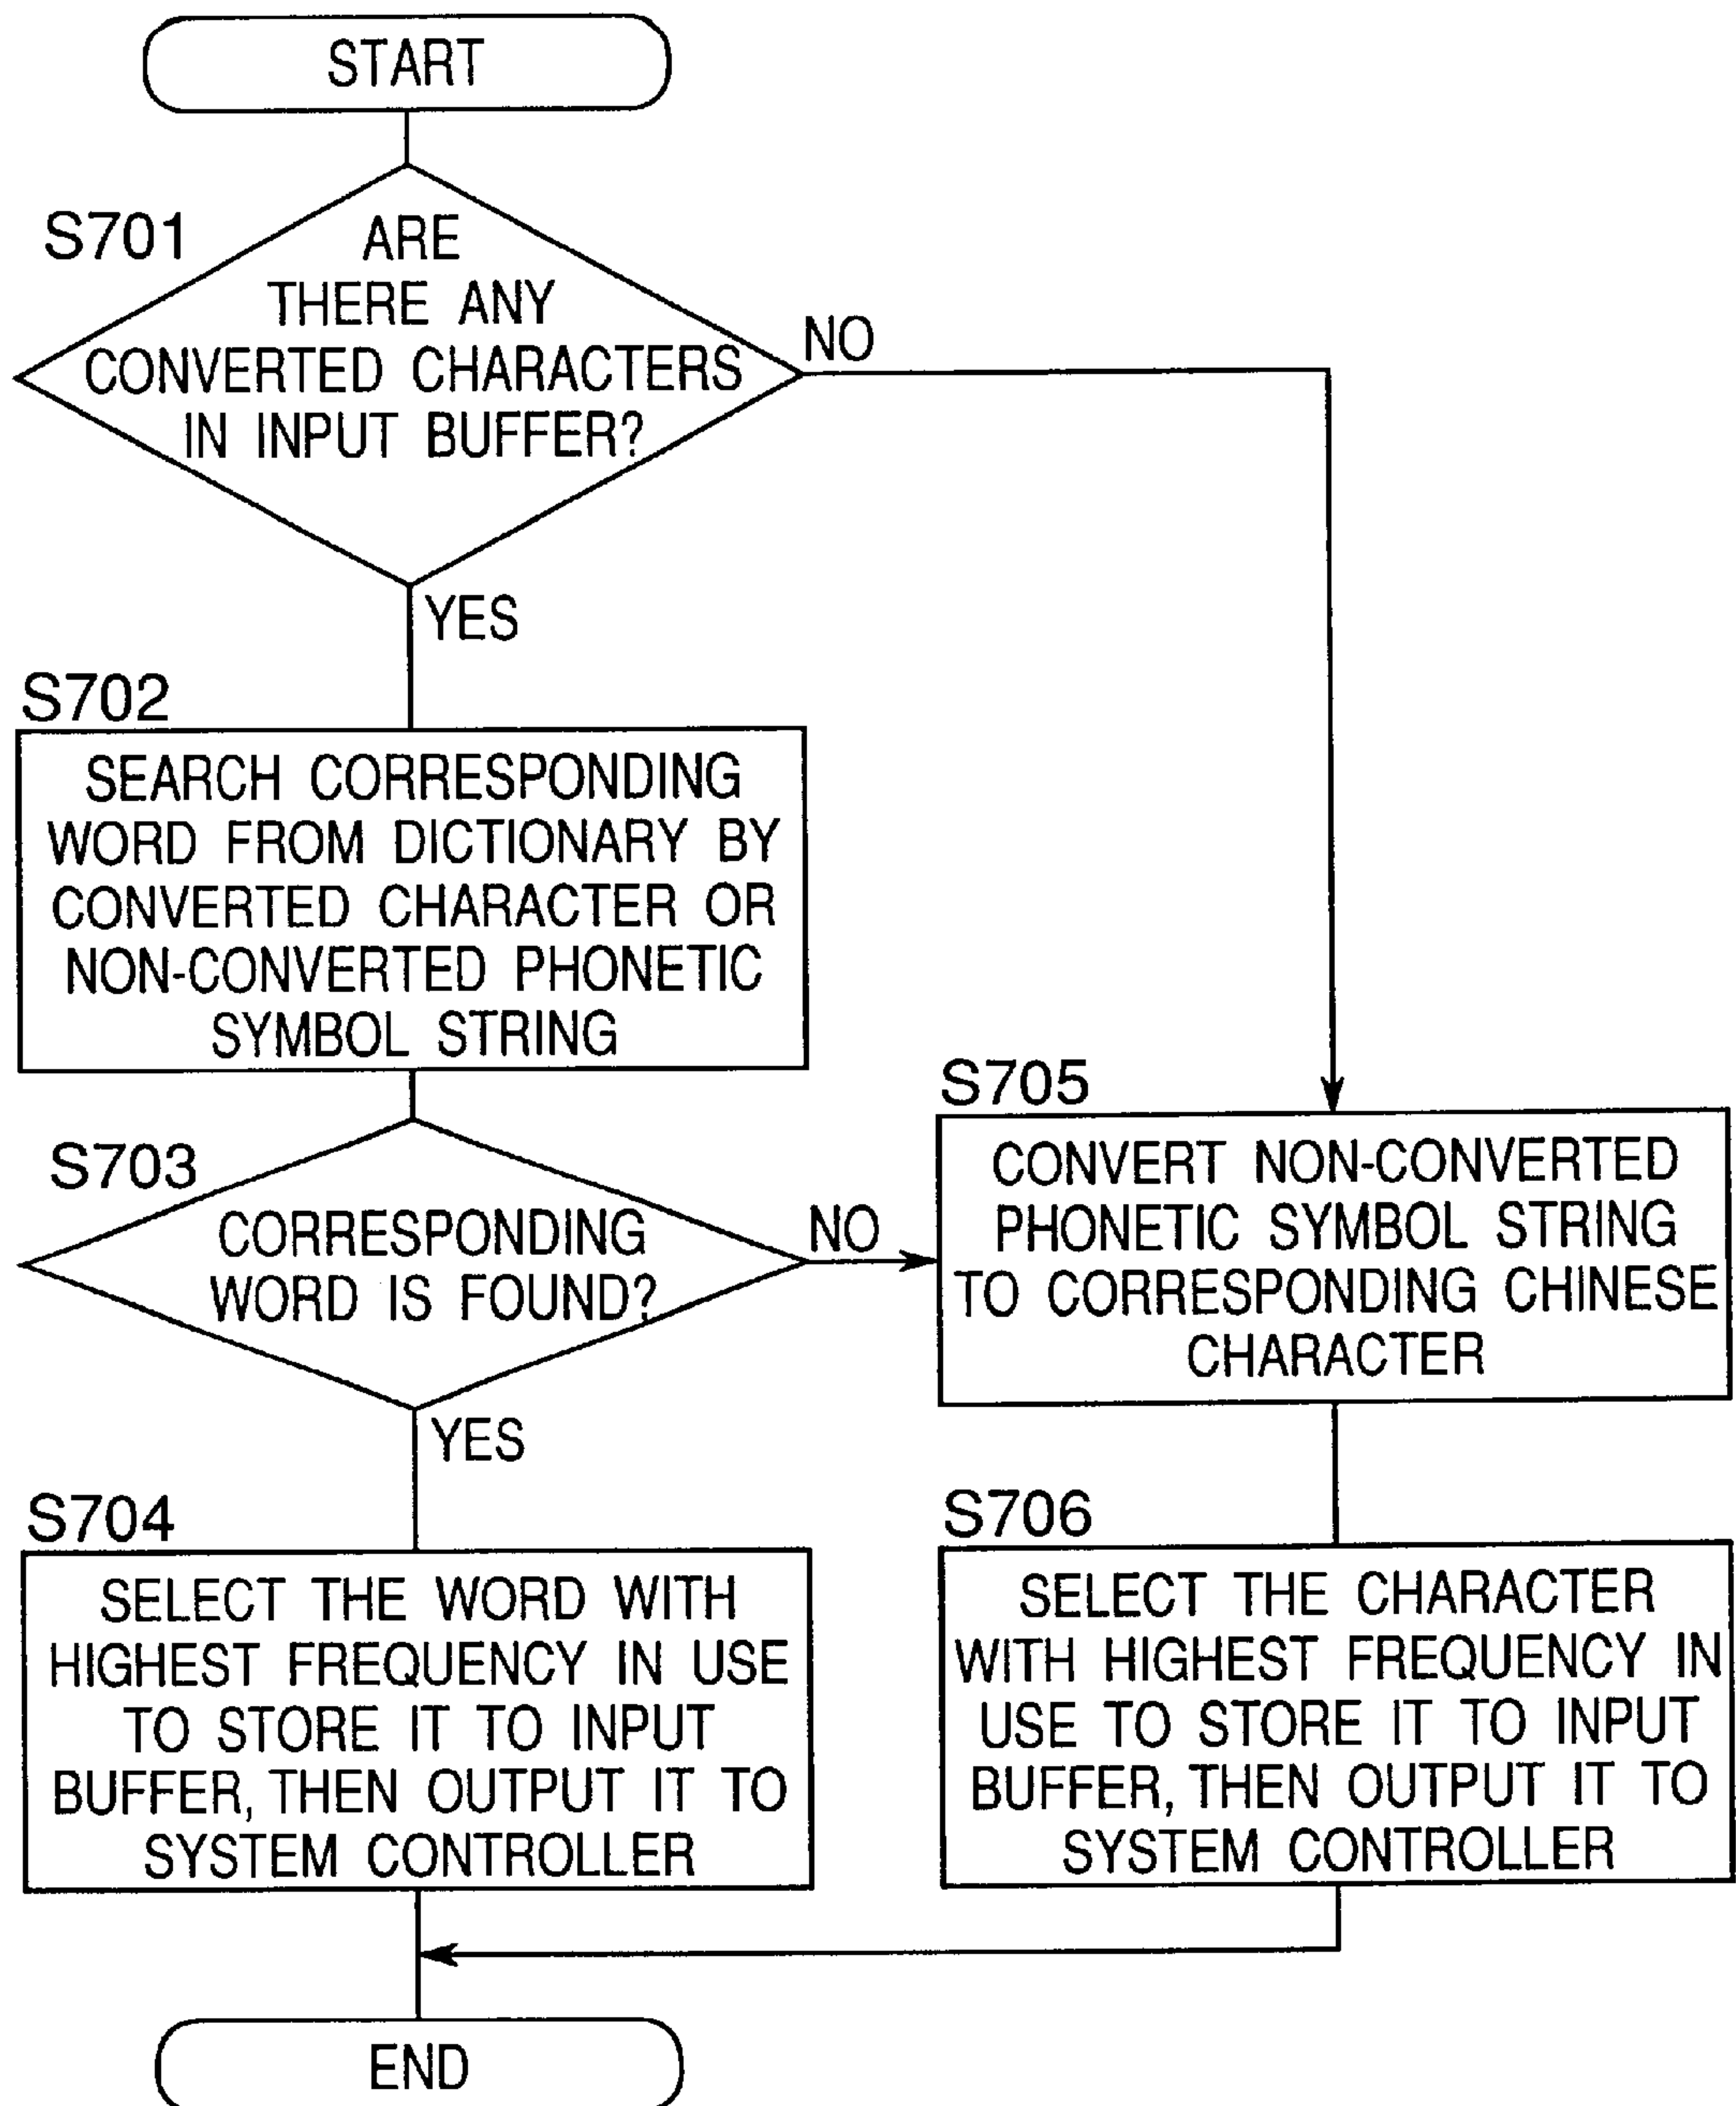 START
S701
ARE
THERE ANY
CONVERTED CHARACTERS
IN INPUT BUFFER?
NO
YES
S702
SEARCH CORRESPONDING
WORD FROM DICTIONARY BY
CONVERTED CHARACTER OR
NON-CONVERTED PHONETIC
SYMBOL STRING
S703
CORRESPONDING
WORD IS FOUND?
NO
YES
S705
CONVERT NON-CONVERTED
PHONETIC SYMBOL STRING
TO CORRESPONDING CHINESE
CHARACTER
S704
SELECT THE WORD WITH
HIGHEST FREQUENCY IN USE
TO STORE IT TO INPUT
BUFFER, THEN OUTPUT IT TO
SYSTEM CONTROLLER
S706
SELECT THE CHARACTER
WITH HIGHEST FREQUENCY IN
USE TO STORE IT TO INPUT
BUFFER, THEN OUTPUT IT TO
SYSTEM CONTROLLER
END